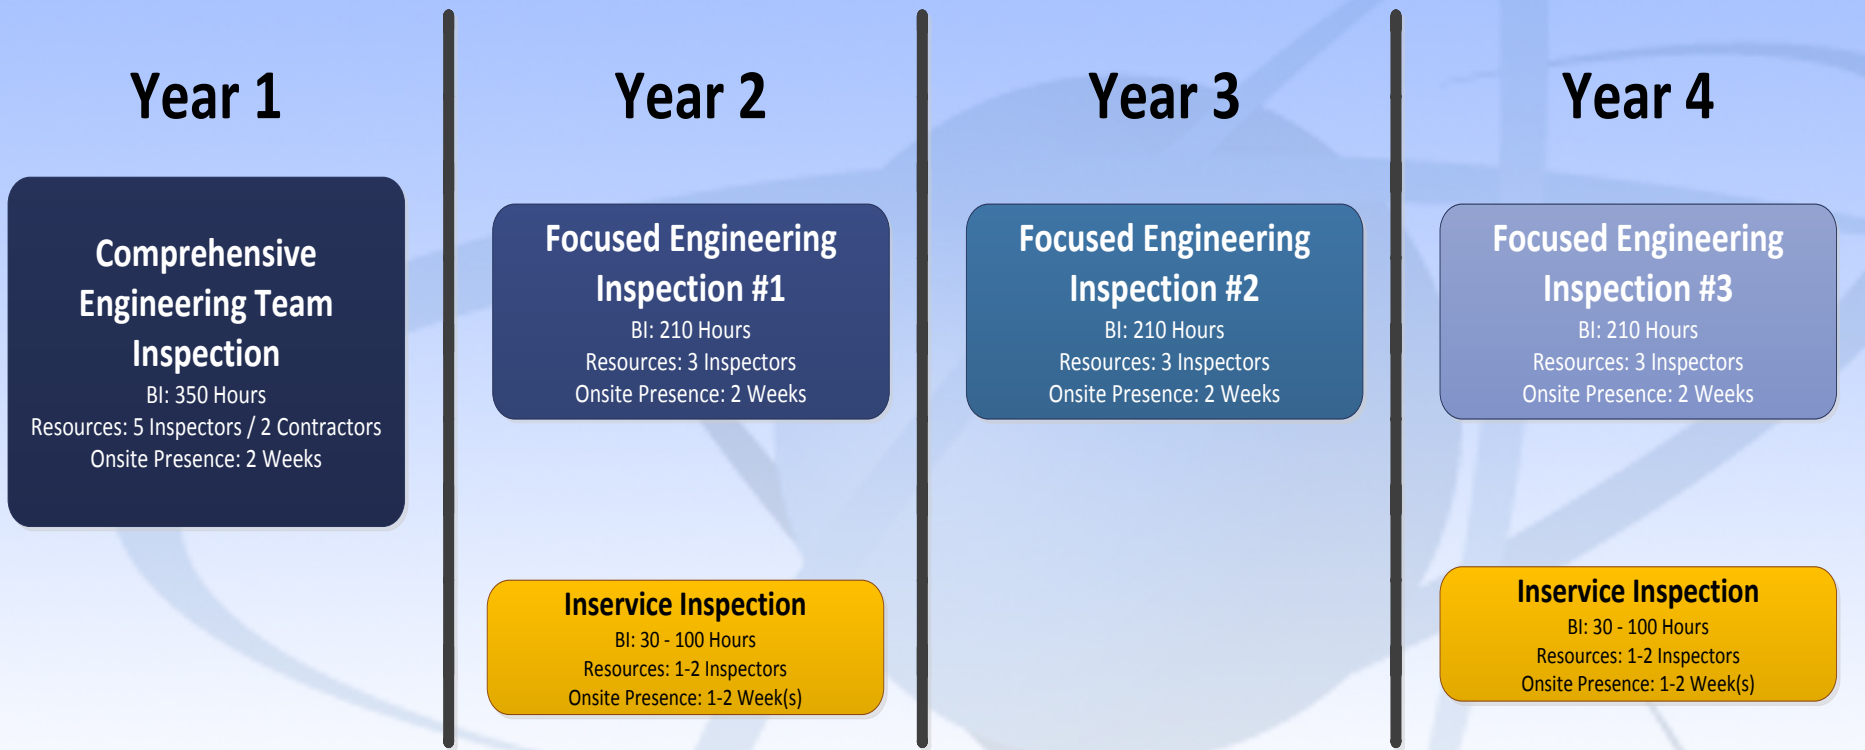 Year 1
Comprehensive
Engineering Team
Inspection
BI: 350 Hours
Resources: 5 Inspectors / 2 Contractors
Onsite Presence: 2 Weeks
Year 2
Focused Engineering
Inspection #1
BI: 210 Hours
Resources: 3 Inspectors
Onsite Presence: 2 Weeks
Inservice Inspection
BI: 30 - 100 Hours
Resources: 1-2 Inspectors
Onsite Presence: 1-2 Week(s)
Year 3
Focused Engineering
Inspection #2
BI: 210 Hours
Resources: 3 Inspectors
Onsite Presence: 2 Weeks
Year 4
Focused Engineering
Inspection #3
BI: 210 Hours
Resources: 3 Inspectors
Onsite Presence: 2 Weeks
Inservice Inspection
BI: 30 - 100 Hours
Resources: 1-2 Inspectors
Onsite Presence: 1-2 Week(s)